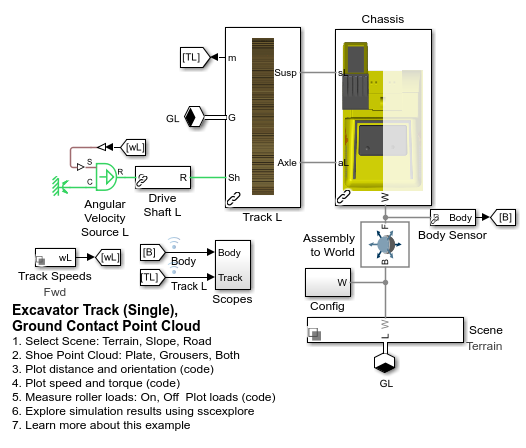 Chassis
[TL]
m
Susp
sL
GL
G
[wL]
S
R
C
R
Sh
Axle
aL
W
Angular
Velocity
Source L
Drive
Shaft L
Track L
Assembly
to World
F
B
S
Body
[B]
Body Sensor
wL
[wL]
Track Speeds
Fwd
[B]
Body
Body
[TL]
Track L
Track
Scopes
W
Config
W
Scene
Terrain
GL
Excavator Track (Single),
Ground Contact Point Cloud
1. Select Scene: Terrain, Slope, Road
2. Shoe Point Cloud: Plate, Grousers, Both
3. Plot distance and orientation (code)
4. Plot speed and torque (code)
5. Measure roller loads: On, Off  Plot loads (code)
6. Explore simulation results using sscexplore
7. Learn more about this example